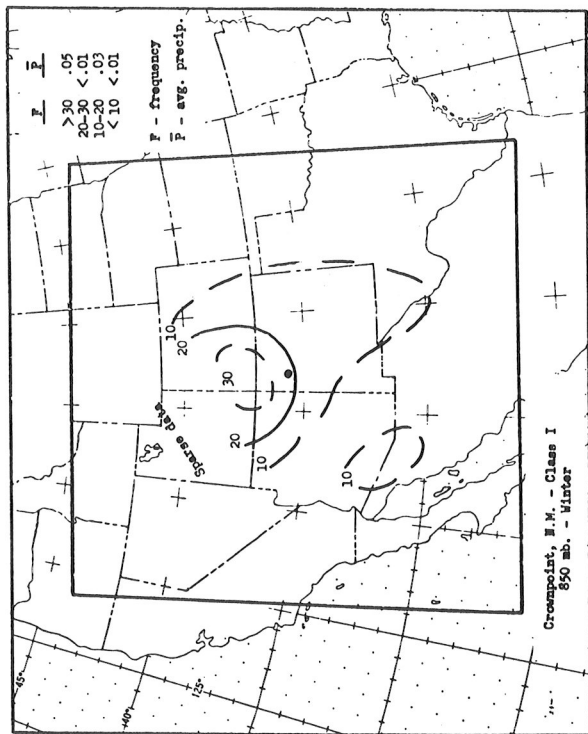 F P̄
>30 .05
20-30 <.01
10-20 .03
<10 <.01
F - frequency
P̄ - avg. precip.
10
20
30
Sparse data
20
10
10
45°
40°
125°
Crownpoint, N.M. - Class I
850 mb. - Winter